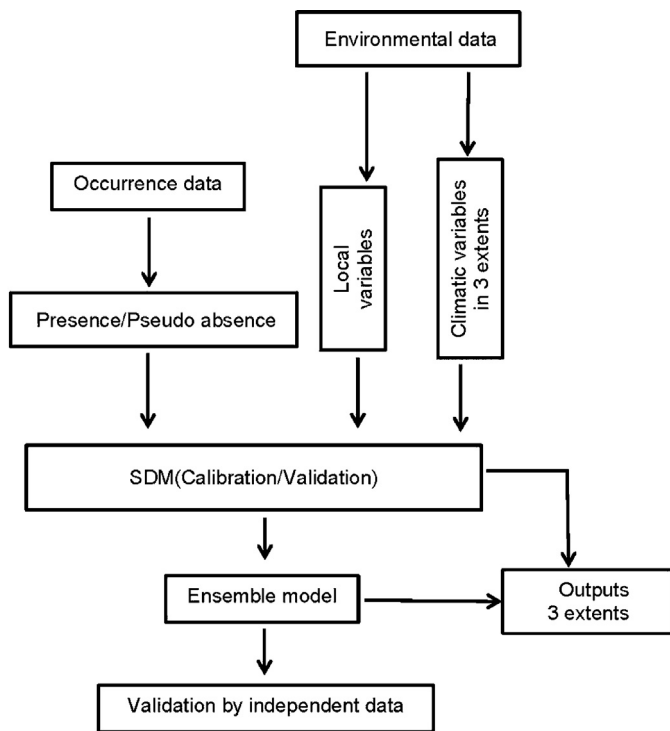 Environmental data
Occurrence data
Local
variables
Climatic variables
in 3 extents
Presence/Pseudo absence
SDM(Calibration/Validation)
Ensemble model
Outputs
3 extents
Validation by independent data